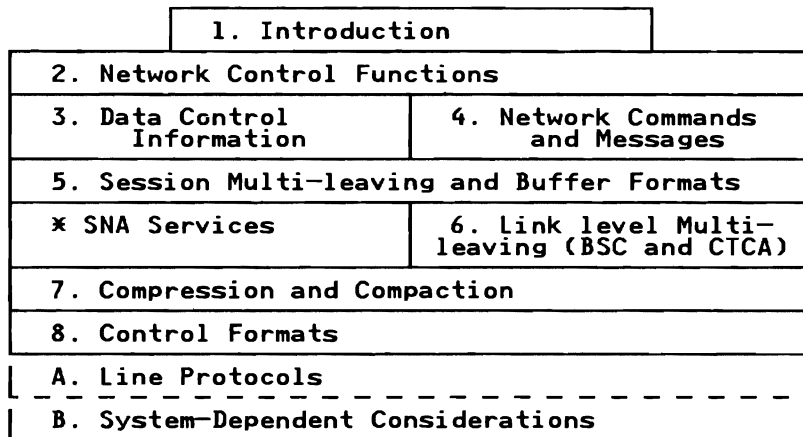 1. Introduction
2. Network Control Functions
3. Data Control
Information
4. Network Commands
and Messages
5. Session Multi-leaving and Buffer Formats
* SNA Services
6. Link level Multi-
leaving (BSC and CTCA)
7. Compression and Compaction
8. Control Formats
A. Line Protocols
B. System-Dependent Considerations